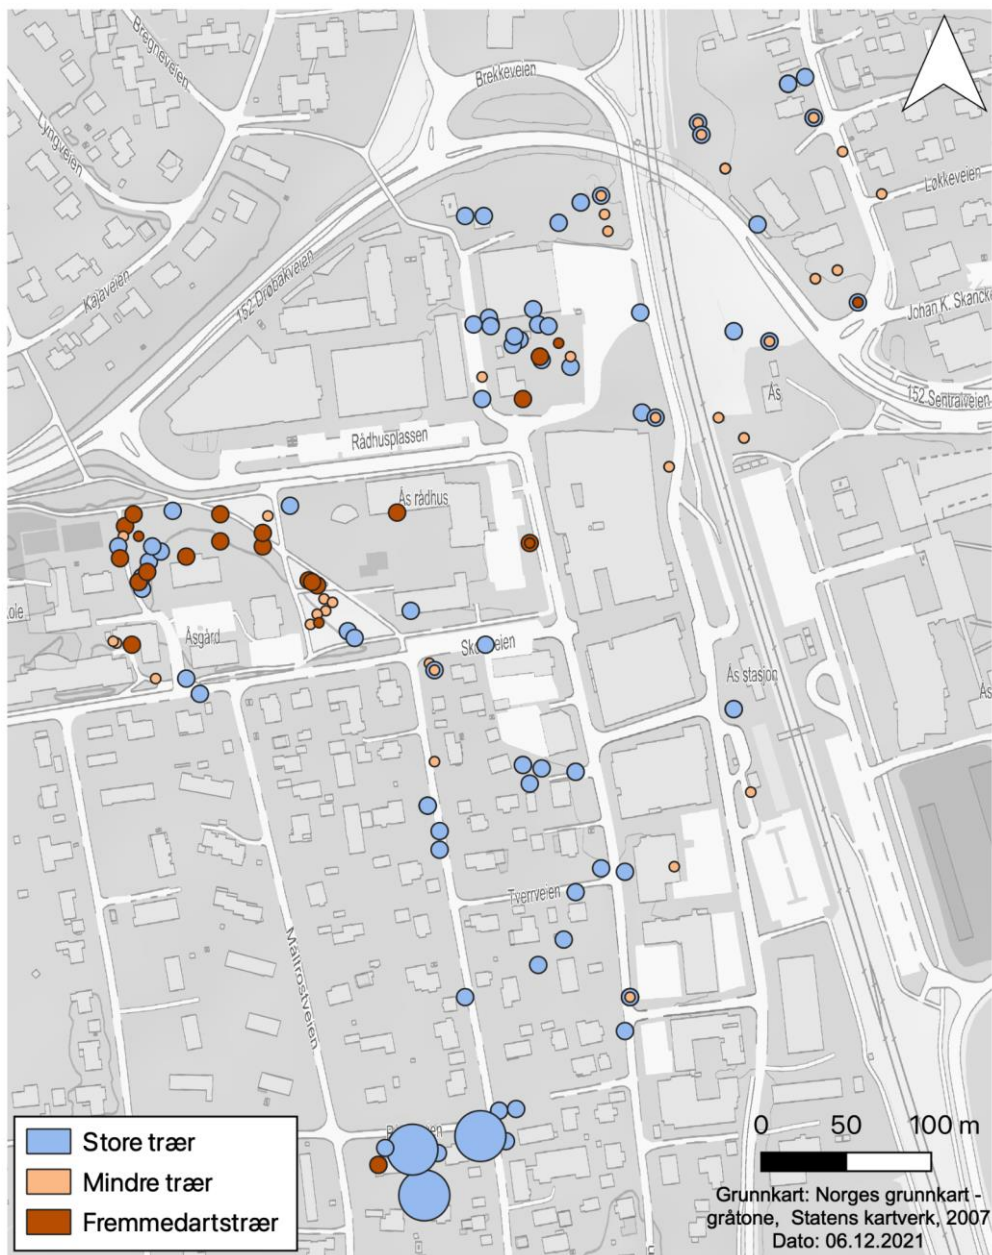 Bregneveien
Brekkeveien
Lyngveien
Løkkeveien
Kajaveien
152 Drøbakveien
Johan K. Skancke
Ås
152 Sentralveien
Rådhusplassen
Ås rådhus
Åsgård
Ås stasjon
Ås
Tverrveien
Måltrostveien
Store trær
Mindre trær
Fremmedartstrær
0 50 100 m
Grunnkart: Norges grunnkart -
gråtone, Statens kartverk, 2007
Dato: 06.12.2021